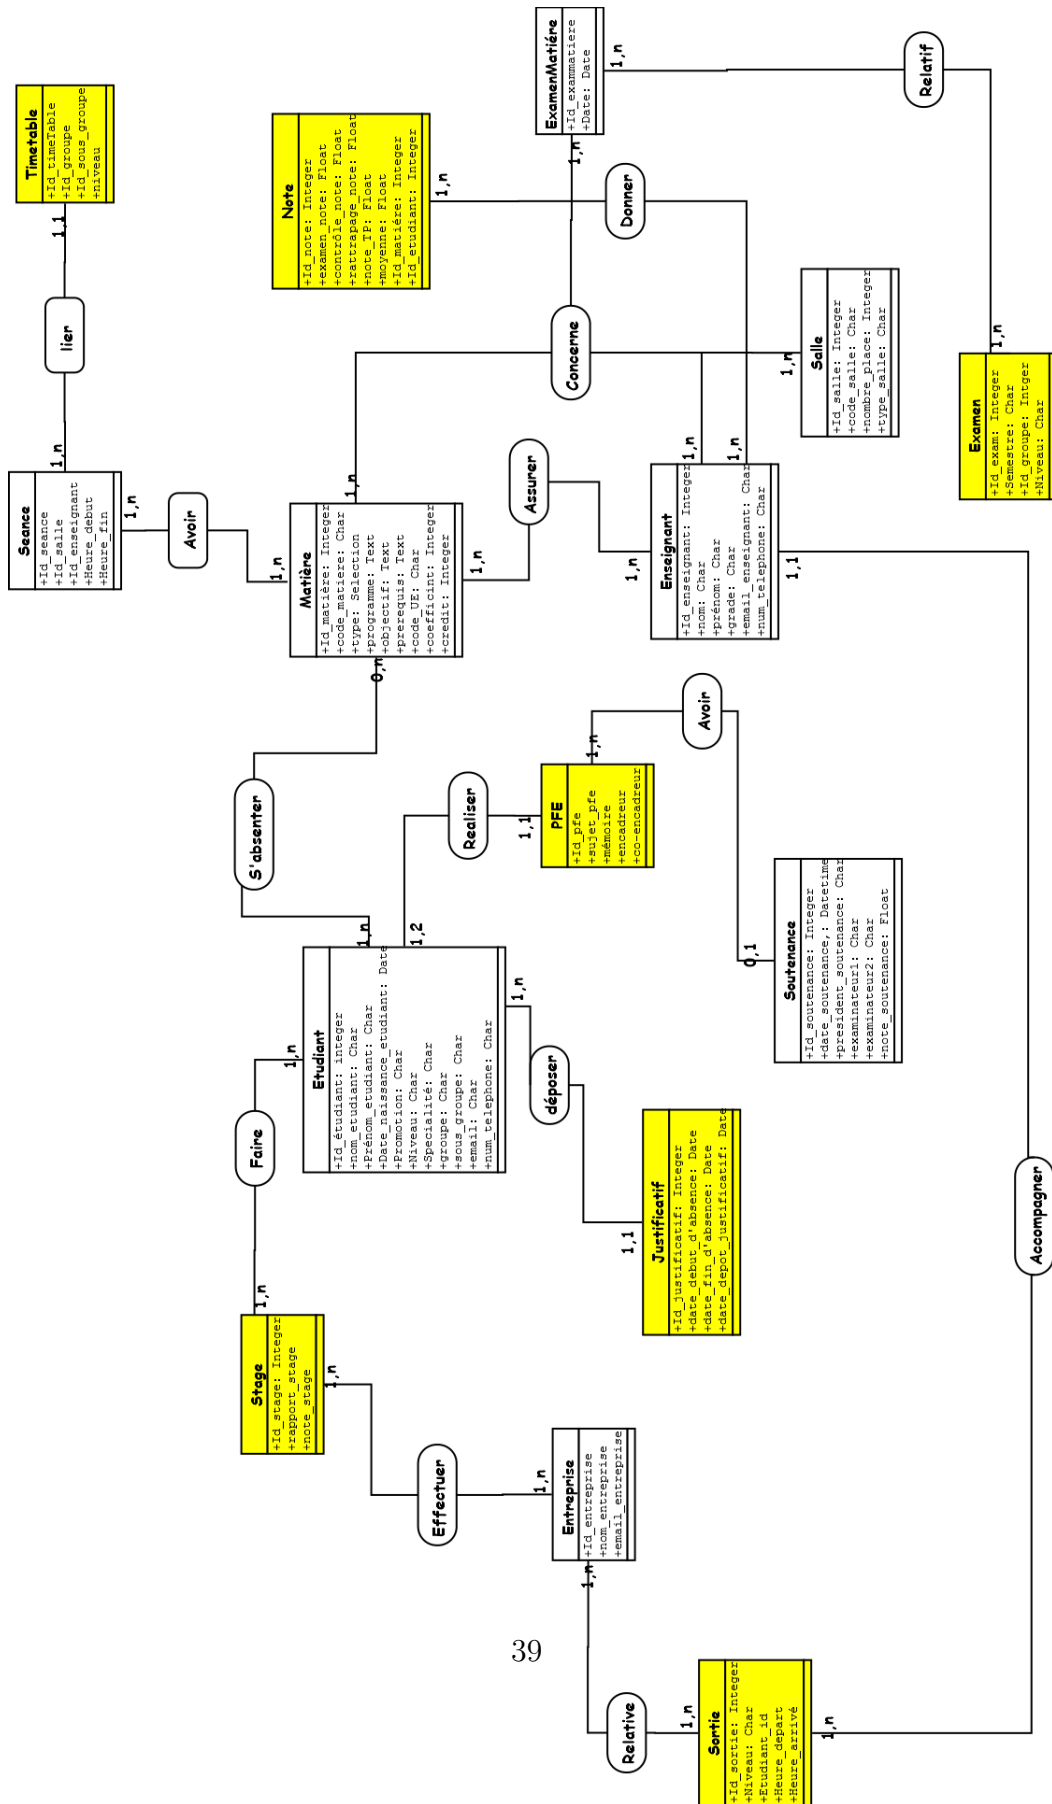 Timetable
+Id_timeTable
+Id_groupe
+Id_sous_groupe
+niveau
1,1
lier
1,n
Seance
+Id_seance
+Id_salle
+Id_enseignant
+Heure_debut
+Heure_fin
1,n
Avoir
1,n
Note
+Id_note: Integer
+examen_note: Float
+contrôle_note: Float
+rattrapage_note: Float
+note_TP: Float
+moyenne: Float
+Id_matiére: Integer
+Id_etudiant: Integer
1,n
Donner
1,n
ExamenMatiére
+Id_exammatiere
+Date: Date
1,n
1,n
Relatif
1,n
Examen
+Id_exam: Integer
+Semestre: Char
+Id_groupe: Intger
+Niveau: Char
Concerne
1,n
1,n
1,n
Salle
+Id_salle: Integer
+code_salle: Char
+nombre_place: Integer
+type_salle: Char
Matière
+Id_matière: Integer
+code_matiere: Char
+type: Selection
+programme: Text
+objectif: Text
+prerequis: Text
+code_UE: Char
+coefficint: Integer
+credit: Integer
1,n
Assurer
1,n
Enseignant
+Id_enseignant: Integer
+nom: Char
+prénom: Char
+grade: Char
+email_enseignant: Char
+num_telephone: Char
1,1
0,n
S'absenter
1,n
Etudiant
+Id_étudiant: integer
+nom_etudiant: Char
+Prénom_etudiant: Char
+Date_naissance_etudiant: Date
+Promotion: Char
+Niveau: Char
+Specialité: Char
+groupe: Char
+sous_groupe: Char
+email: Char
+num_telephone: Char
1,2
Realiser
1,1
PFE
+Id_pfe
+sujet_pfe
+mémoire
+encadreur
+co-encadreur
1,n
Avoir
0,1
Soutenance
+Id_soutenance: Integer
+date_soutenance,: Datetime
+president_soutenance: Char
+examinateur1: Char
+examinateur2: Char
+note_soutenance: Float
1,n
déposer
1,1
Justificatif
+Id_justificatif: Integer
+date_debut_d'absence: Date
+date_fin_d'absence: Date
+date_depot_justificatif: Date
1,n
Faire
1,n
Stage
+Id_stage: Integer
+rapport_stage
+note_stage
1,n
Effectuer
1,n
Entreprise
+Id_entreprise
+nom_entreprise
+email_entreprise
1,n
Relative
1,n
Sortie
+Id_sortie: Integer
+Niveau: Char
+Etudiant_id
+Heure_depart
+Heure_arrivé
1,n
Accompagner
39